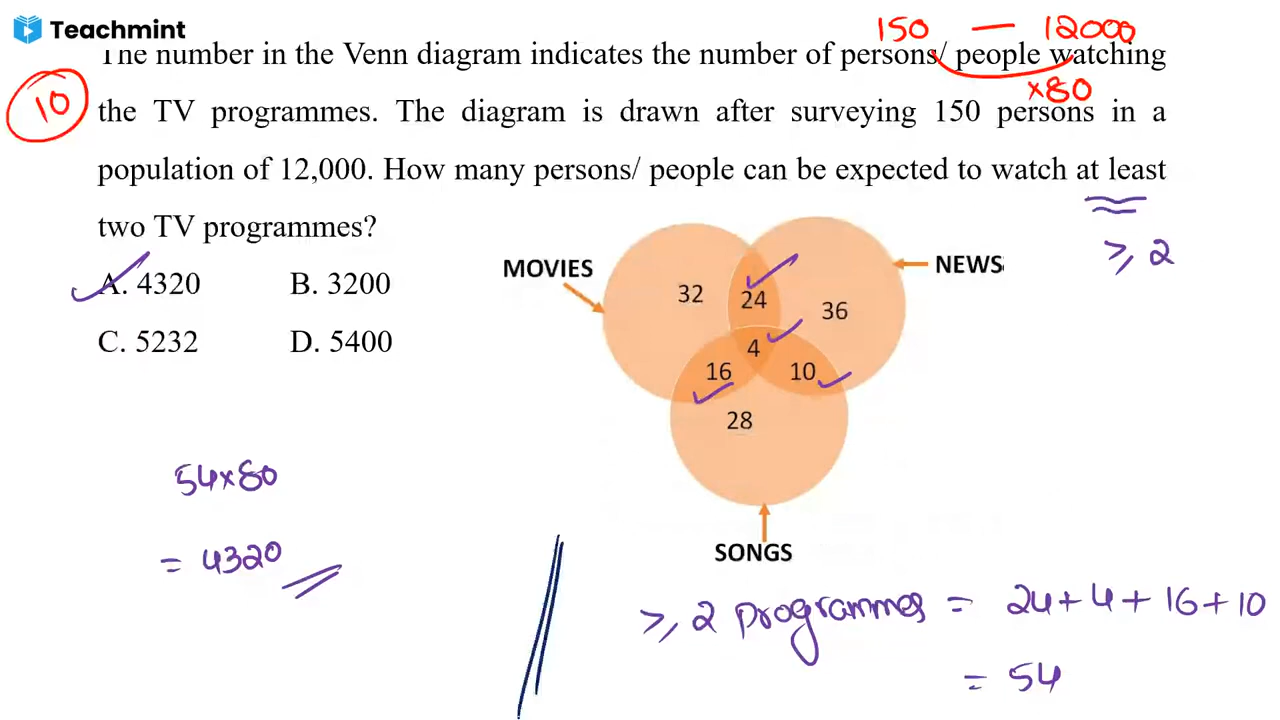 Teachmint
150 — 12000
The number in the Venn diagram indicates the number of persons/ people watching
×80
10
the TV programmes. The diagram is drawn after surveying 150 persons in a
population of 12,000. How many persons/ people can be expected to watch at least
two TV programmes?
≥ 2
A. 4320 B. 3200
C. 5232 D. 5400
MOVIES
NEWS
32
24
36
4
16
10
28
SONGS
54×80
= 4320
≥ 2 Programmes = 24+4+16+10
= 54